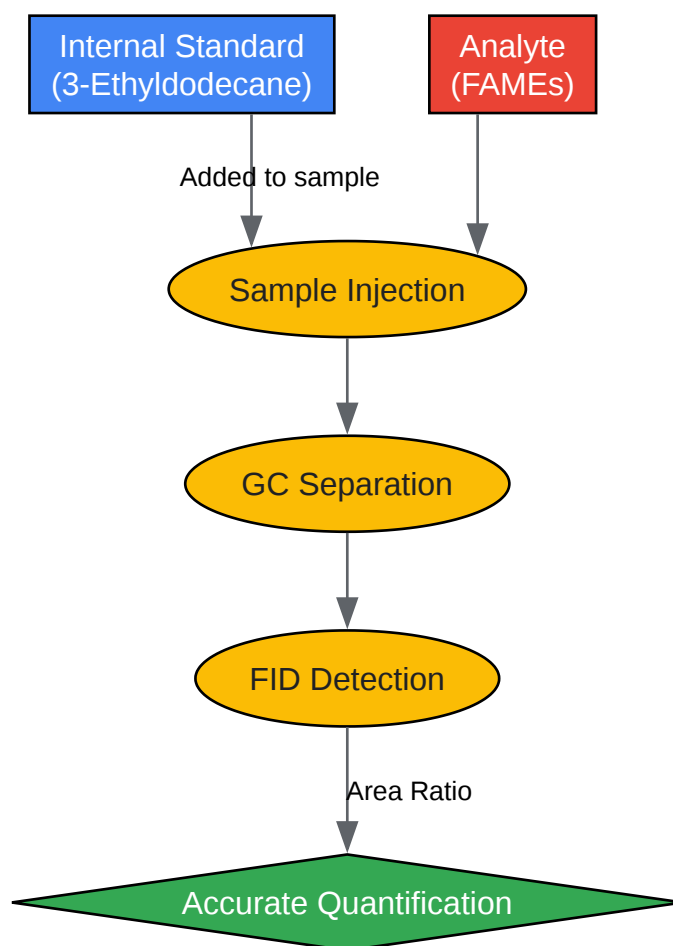 Internal Standard
(3-Ethyldodecane)
Analyte
(FAMEs)
Added to sample
Sample Injection
GC Separation
FID Detection
Area Ratio
Accurate Quantification